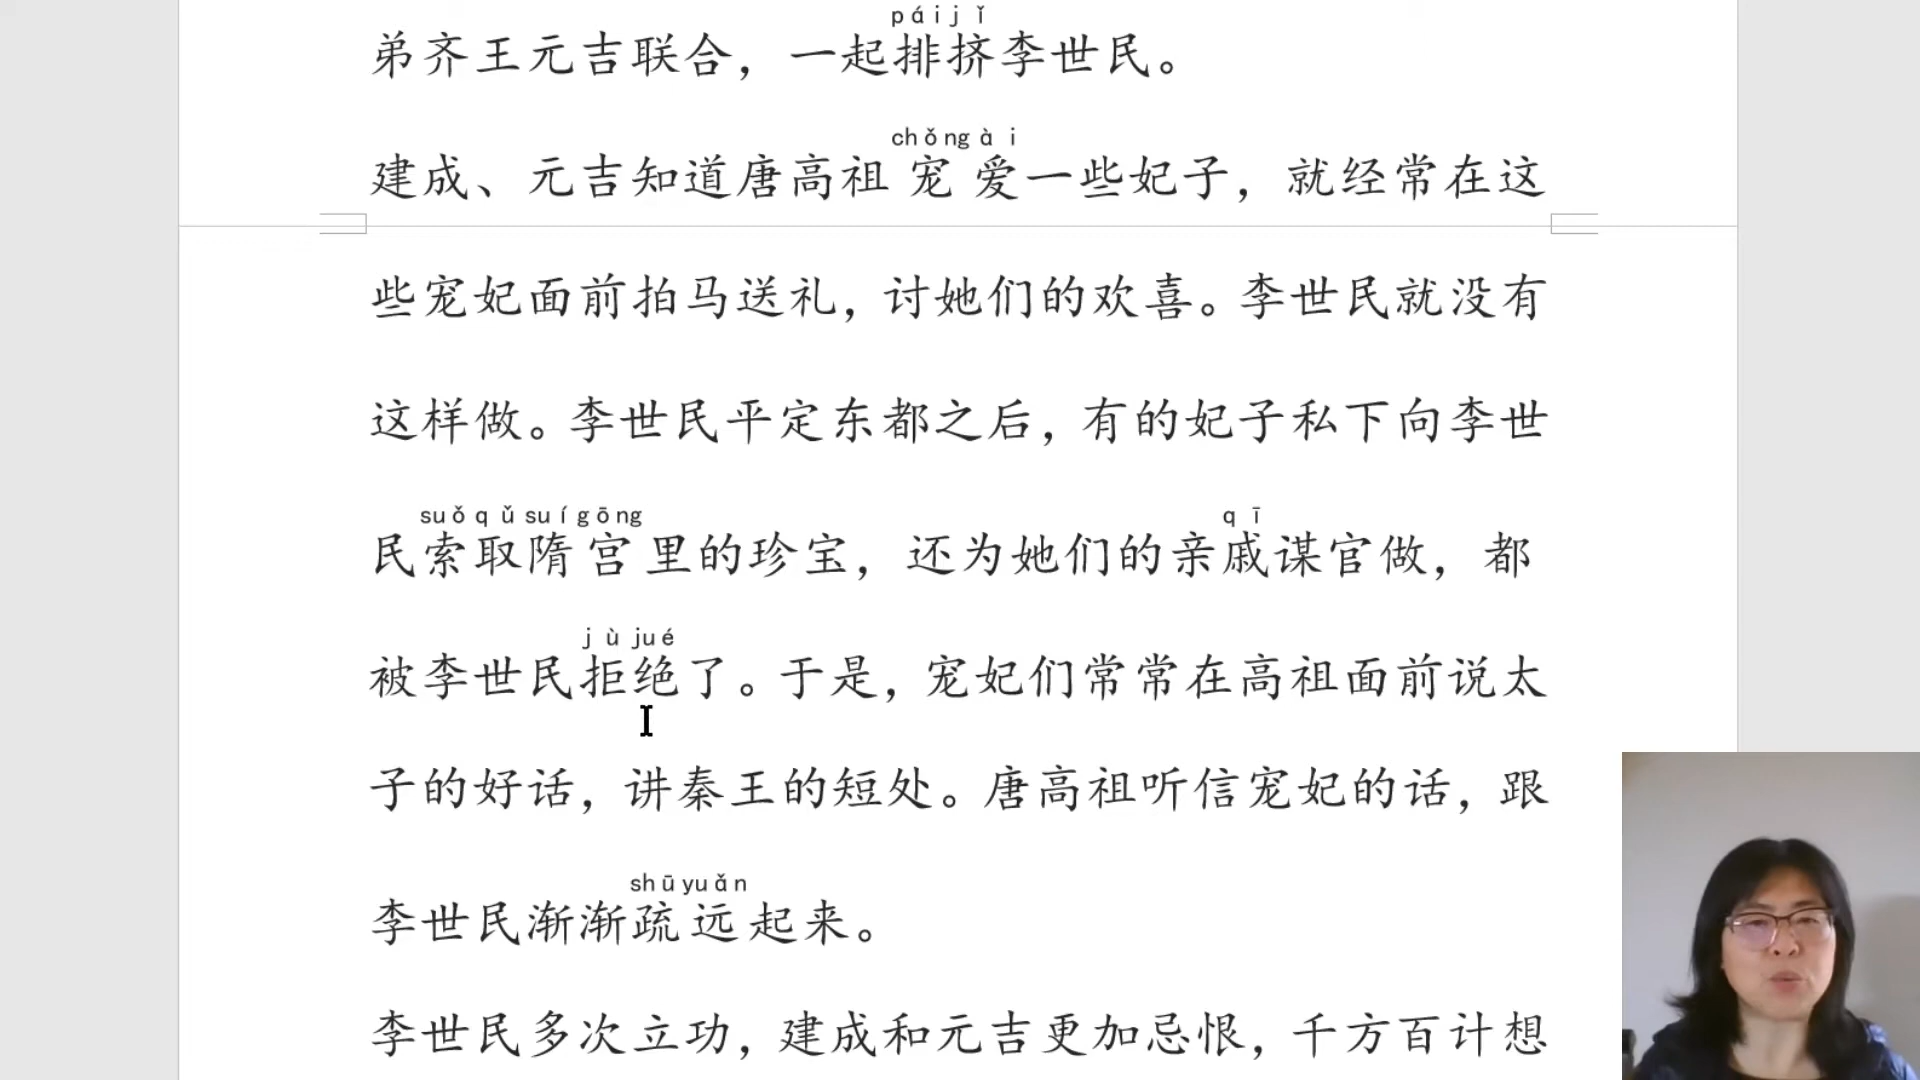 páijǐ
弟齐王元吉联合，一起排挤李世民。
chǒngài
建成、元吉知道唐高祖宠爱一些妃子，就经常在这
些宠妃面前拍马送礼，讨她们的欢喜。李世民就没有
这样做。李世民平定东都之后，有的妃子私下向李世
suǒqǔsuígōng qī
民索取隋宫里的珍宝，还为她们的亲戚谋官做，都
jùjué
被李世民拒绝了。于是，宠妃们常常在高祖面前说太
子的好话，讲秦王的短处。唐高祖听信宠妃的话，跟
shūyuǎn
李世民渐渐疏远起来。
李世民多次立功，建成和元吉更加忌恨，千方百计想